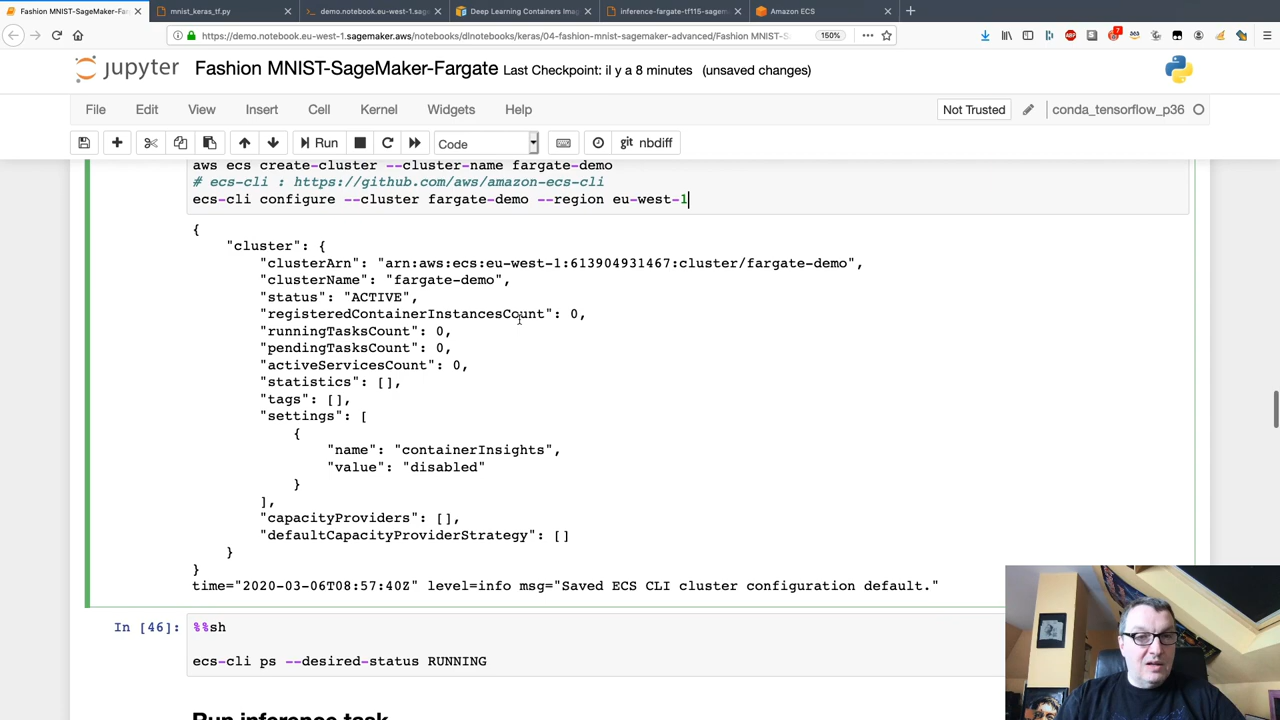 Fashion MNIST-SageMaker-Far
mnist_keras_tf.py
demo.notebook.eu-west-1.sage
Deep Learning Containers Ima
inference-fargate-tf115-sagem
Amazon ECS
https://demo.notebook.eu-west-1.sagemaker.aws/notebooks/dlnotebooks/keras/04-fashion-mnist-sagemaker-advanced/Fashion MNIST-S
150%
7
jupyter Fashion MNIST-SageMaker-Fargate Last Checkpoint: il y a 8 minutes (unsaved changes)
File Edit View Insert Cell Kernel Widgets Help Not Trusted conda_tensorflow_p36
Run Code git nbdiff
aws ecs create-cluster --cluster-name fargate-demo
# ecs-cli : https://github.com/aws/amazon-ecs-cli
ecs-cli configure --cluster fargate-demo --region eu-west-1
{
"cluster": {
"clusterArn": "arn:aws:ecs:eu-west-1:613904931467:cluster/fargate-demo",
"clusterName": "fargate-demo",
"status": "ACTIVE",
"registeredContainerInstancesCount": 0,
"runningTasksCount": 0,
"pendingTasksCount": 0,
"activeServicesCount": 0,
"statistics": [],
"tags": [],
"settings": [
{
"name": "containerInsights",
"value": "disabled"
}
],
"capacityProviders": [],
"defaultCapacityProviderStrategy": []
}
}
time="2020-03-06T08:57:40Z" level=info msg="Saved ECS CLI cluster configuration default."
In [46]: %%sh
ecs-cli ps --desired-status RUNNING
Run inference task